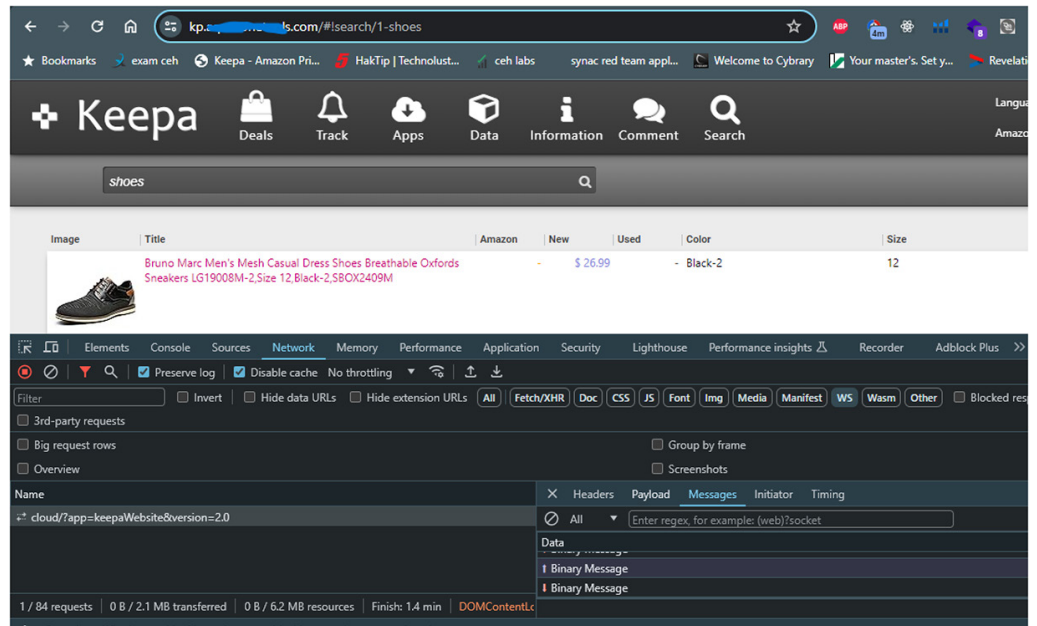 kp. s.com/#!search/1-shoes
ABP
4m
8
Bookmarks exam ceh Keepa - Amazon Pri... HakTip | Technolust... ceh labs synac red team appl... Welcome to Cybrary Your master's. Set y... Revelati
Keepa
Deals Track Apps Data Information Comment Search
Langua
Amazo
shoes
Image Title Amazon New Used Color Size
Bruno Marc Men's Mesh Casual Dress Shoes Breathable Oxfords - $ 26.99 - Black-2 12
Sneakers LG19008M-2,Size 12,Black-2,SBOX2409M
Elements Console Sources Network Memory Performance Application Security Lighthouse Performance insights Recorder Adblock Plus
Preserve log Disable cache No throttling
Filter Invert Hide data URLs Hide extension URLs All Fetch/XHR Doc CSS JS Font Img Media Manifest WS Wasm Other Blocked res
3rd-party requests
Big request rows Group by frame
Overview Screenshots
Name
Headers Payload Messages Initiator Timing
cloud/?app=keepaWebsite&version=2.0
All Enter regex, for example: (web)?socket
Data
Binary Message
Binary Message
Binary Message
1 / 84 requests 0 B / 2.1 MB transferred 0 B / 6.2 MB resources Finish: 1.4 min DOMContentLo